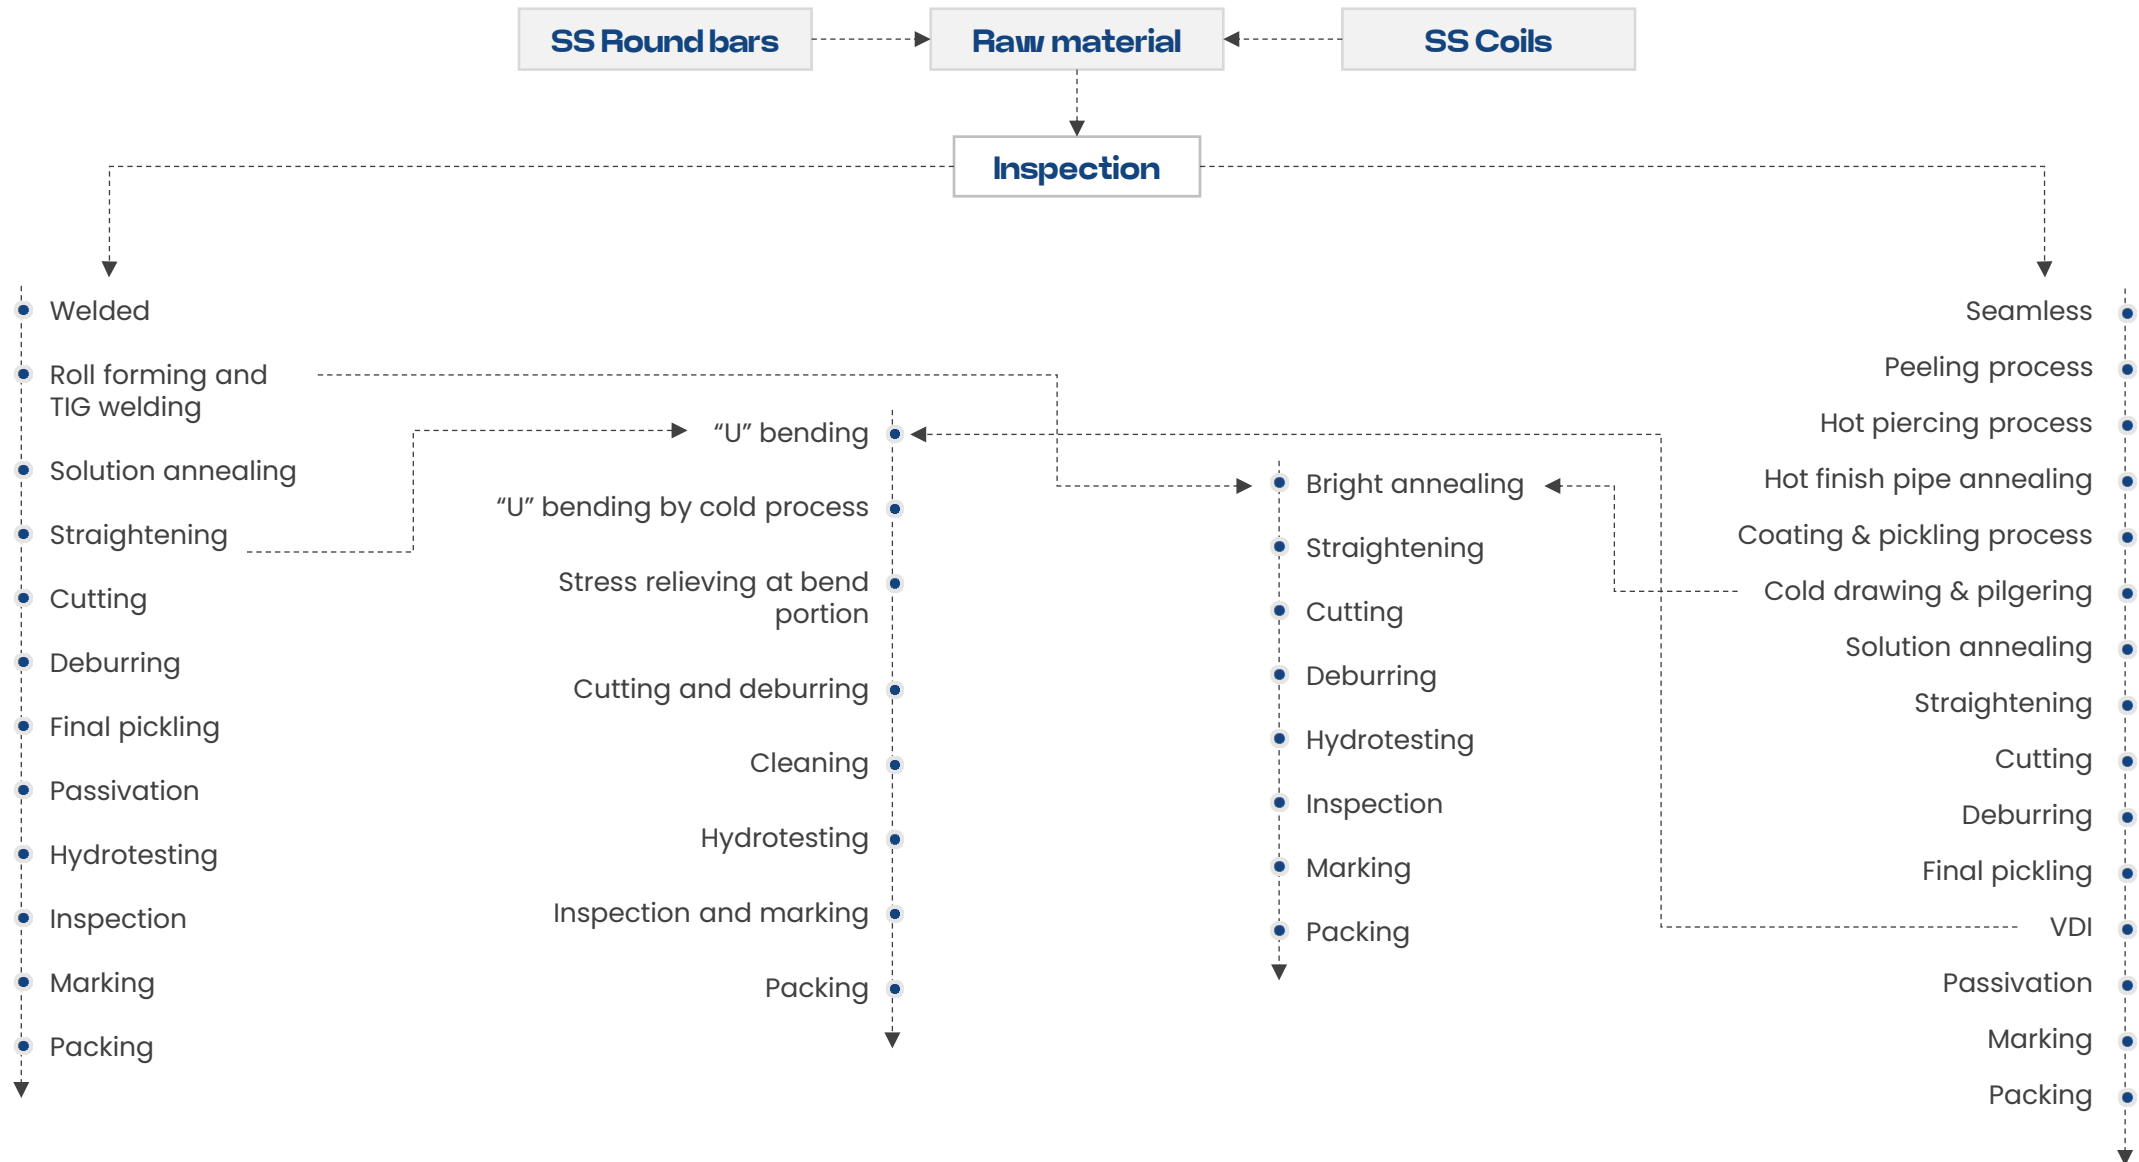 SS Round bars
Raw material
SS Coils
Inspection
Welded
Roll forming and
TIG welding
Solution annealing
Straightening
Cutting
Deburring
Final pickling
Passivation
Hydrotesting
Inspection
Marking
Packing
“U” bending
“U” bending by cold process
Stress relieving at bend
portion
Cutting and deburring
Cleaning
Hydrotesting
Inspection and marking
Packing
Bright annealing
Straightening
Cutting
Deburring
Hydrotesting
Inspection
Marking
Packing
Seamless
Peeling process
Hot piercing process
Hot finish pipe annealing
Coating & pickling process
Cold drawing & pilgering
Solution annealing
Straightening
Cutting
Deburring
Final pickling
VDI
Passivation
Marking
Packing